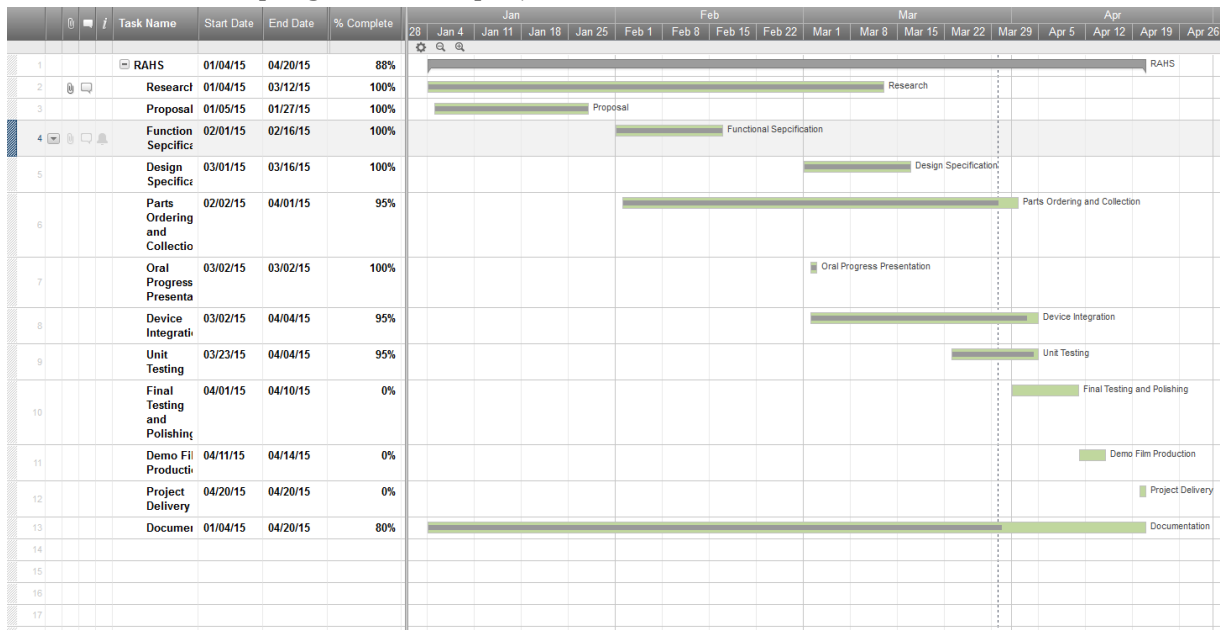 i Task Name Start Date End Date % Complete
Jan Feb Mar Apr
28 Jan 4 Jan 11 Jan 18 Jan 25 Feb 1 Feb 8 Feb 15 Feb 22 Mar 1 Mar 8 Mar 15 Mar 22 Mar 29 Apr 5 Apr 12 Apr 19 Apr 26
1 RAHS 01/04/15 04/20/15 88% RAHS
2 Research 01/04/15 03/12/15 100% Research
3 Proposal 01/05/15 01/27/15 100% Proposal
4 Function 02/01/15 02/16/15 100% Functional Sepcification
Sepcifica
5 Design 03/01/15 03/16/15 100% Design Specification
Specifica
6 Parts 02/02/15 04/01/15 95% Parts Ordering and Collection
Ordering
and
Collectio
7 Oral 03/02/15 03/02/15 100% Oral Progress Presentation
Progress
Presenta
8 Device 03/02/15 04/04/15 95% Device Integration
Integrati
9 Unit 03/23/15 04/04/15 95% Unit Testing
Testing
10 Final 04/01/15 04/10/15 0% Final Testing and Polishing
Testing
and
Polishing
11 Demo Fil 04/11/15 04/14/15 0% Demo Film Production
Producti
12 Project 04/20/15 04/20/15 0% Project Delivery
Delivery
13 Documei 01/04/15 04/20/15 80% Documentation
14
15
16
17